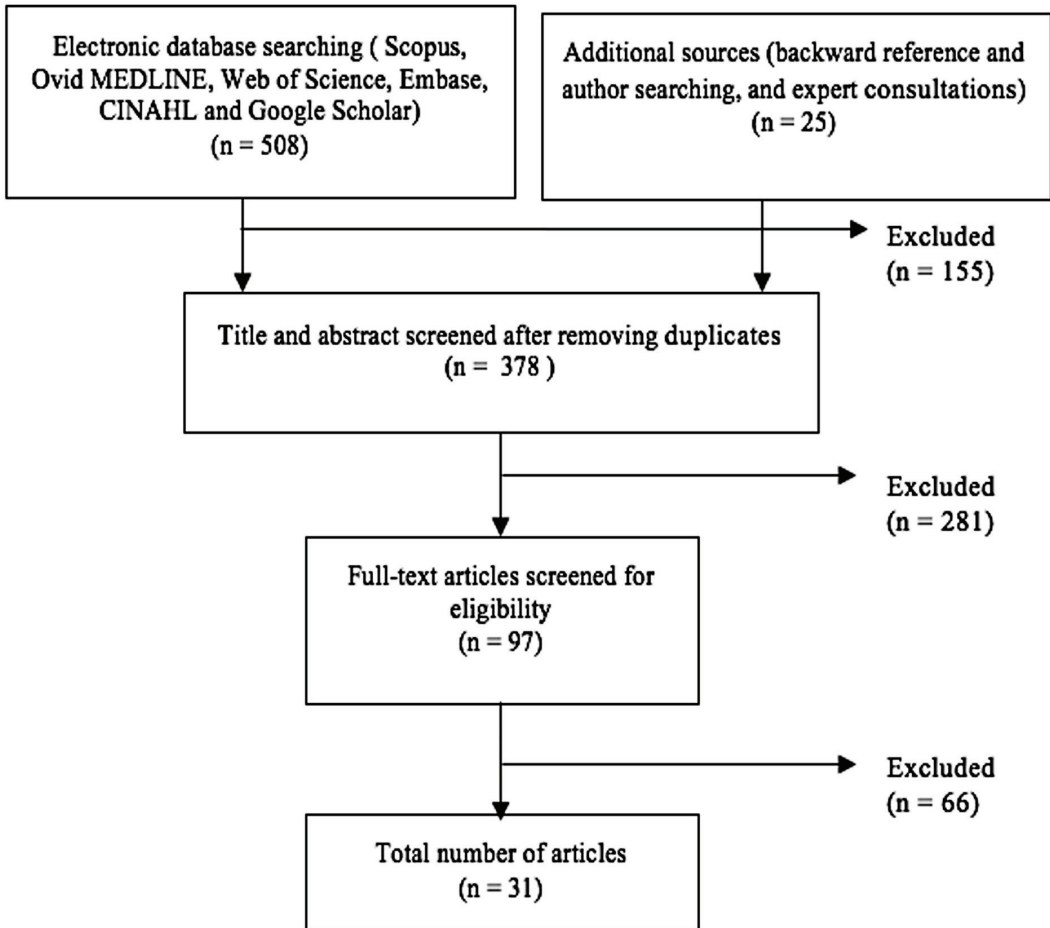 Electronic database searching ( Scopus,
Ovid MEDLINE, Web of Science, Embase,
CINAHL and Google Scholar)
(n = 508)
Additional sources (backward reference and
author searching, and expert consultations)
(n = 25)
Excluded
(n = 155)
Title and abstract screened after removing duplicates
(n = 378 )
Excluded
(n = 281)
Full-text articles screened for
eligibility
(n = 97)
Excluded
(n = 66)
Total number of articles
(n = 31)